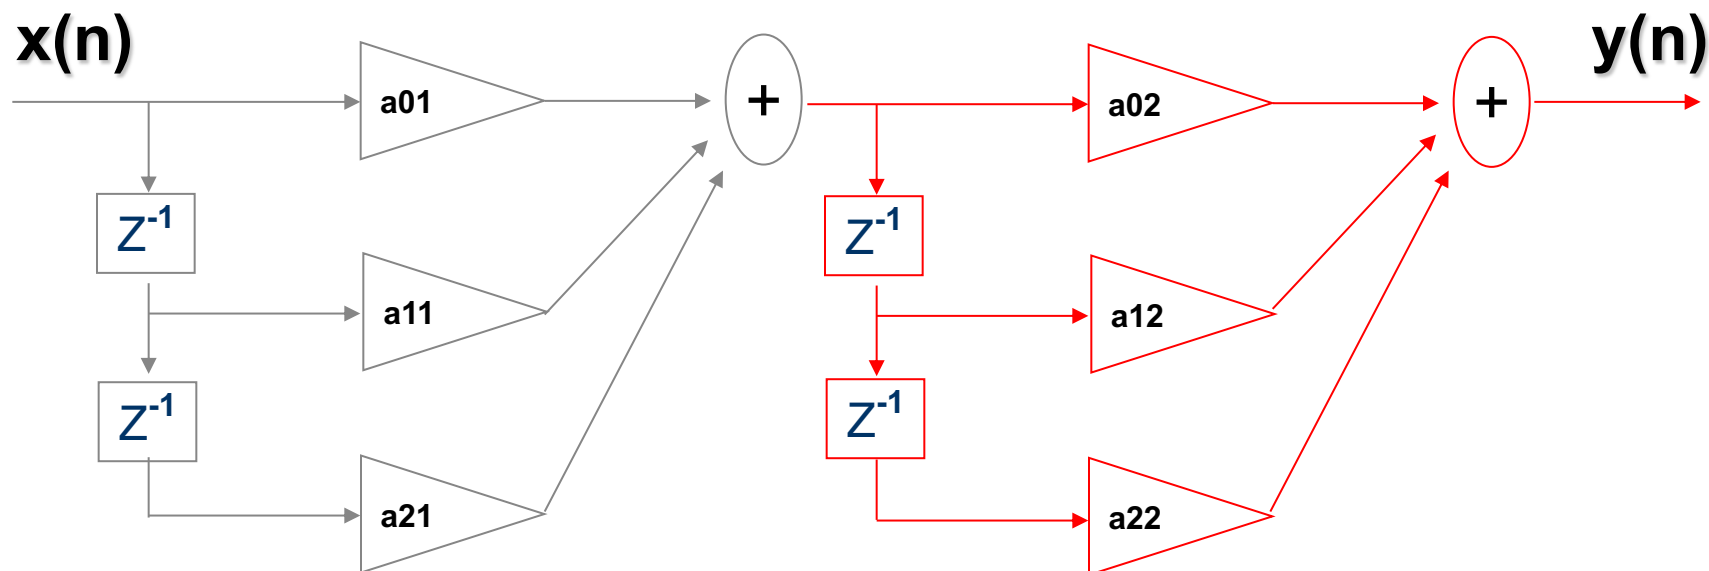 x(n)
y(n)
a01
+
a02
+
Z-1
Z-1
a11
a12
Z-1
Z-1
a21
a22